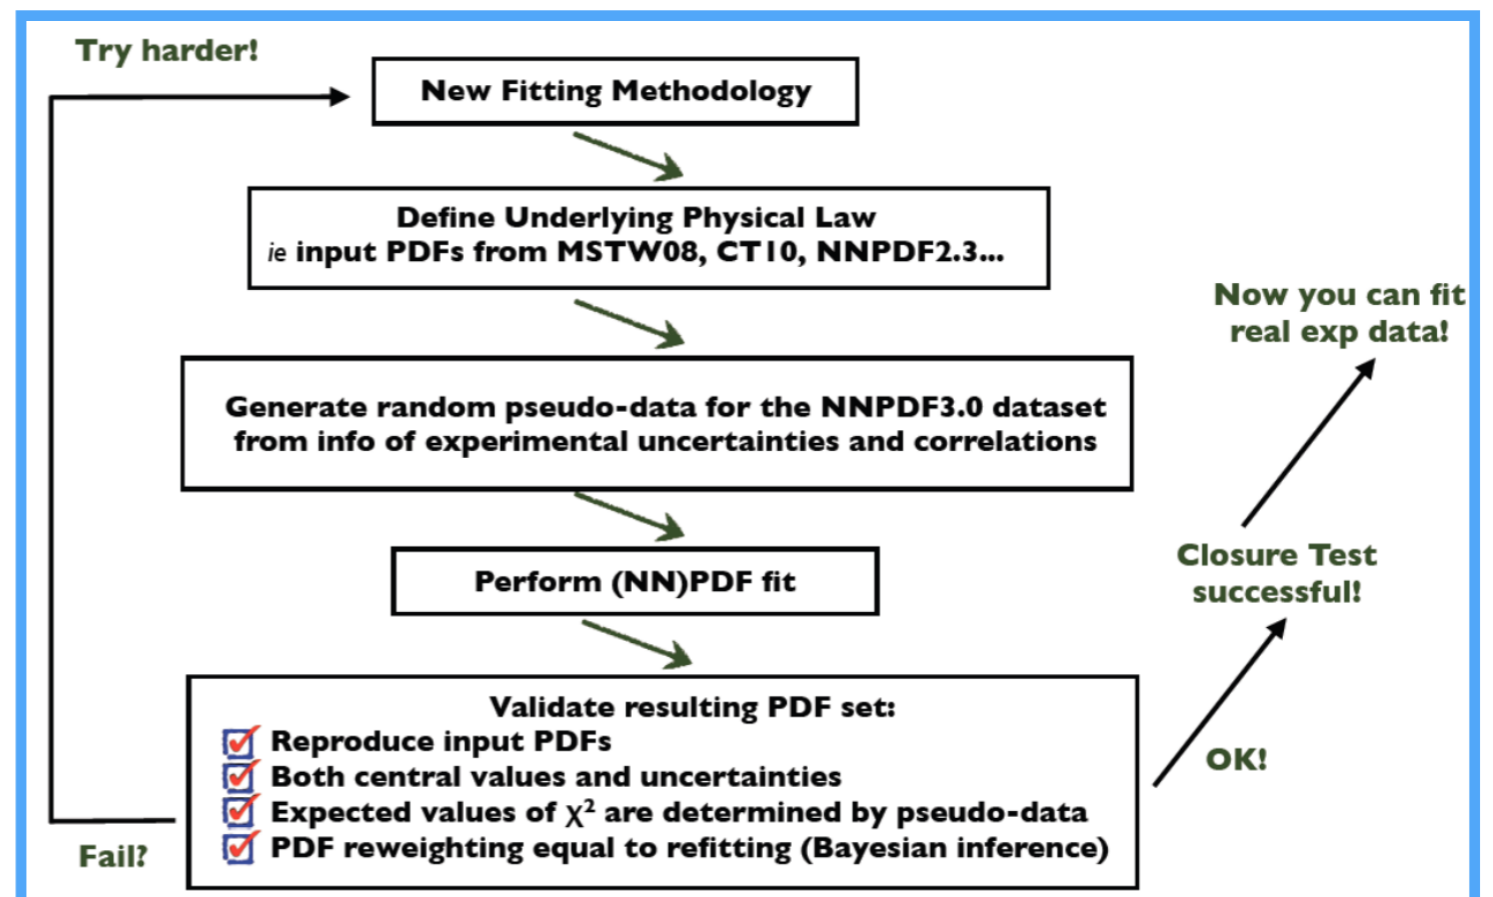 Try harder!
New Fitting Methodology
Define Underlying Physical Law
ie input PDFs from MSTW08, CT10, NNPDF2.3...
Now you can fit
real exp data!
Generate random pseudo-data for the NNPDF3.0 dataset
from info of experimental uncertainties and correlations
Perform (NN)PDF fit
Closure Test
successful!
Validate resulting PDF set:
Reproduce input PDFs
Both central values and uncertainties
Expected values of χ² are determined by pseudo-data
PDF reweighting equal to refitting (Bayesian inference)
OK!
Fail?